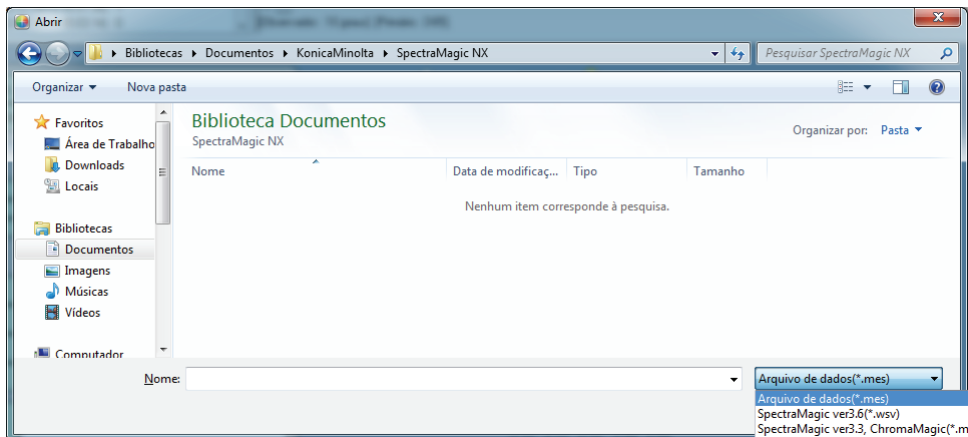 Abrir
Bibliotecas ▸ Documentos ▸ KonicaMinolta ▸ SpectraMagic NX
Pesquisar SpectraMagic NX
Organizar
Nova pasta
Favoritos
Área de Trabalho
Downloads
Locais
Bibliotecas
Documentos
Imagens
Músicas
Vídeos
Computador
Biblioteca Documentos
SpectraMagic NX
Organizar por: Pasta
Nome
Data de modificaç...
Tipo
Tamanho
Nenhum item corresponde à pesquisa.
Nome:
Arquivo de dados(*.mes)
Arquivo de dados(*.mes)
SpectraMagic ver3.6(*.wsv)
SpectraMagic ver3.3, ChromaMagic(*.m